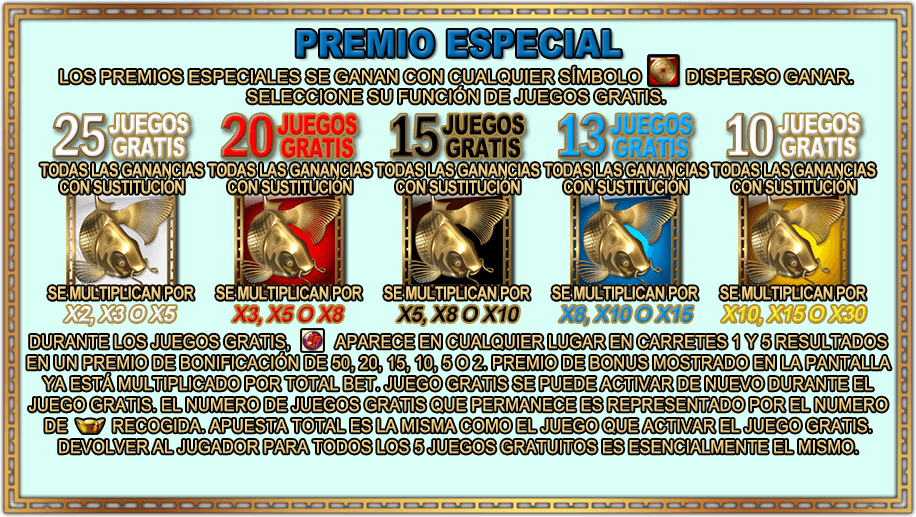 PREMIO ESPECIAL
LOS PREMIOS ESPECIALES SE GANAN CON CUALQUIER SÍMBOLO DISPERSO GANAR.
SELECCIONE SU FUNCIÓN DE JUEGOS GRATIS.
25 JUEGOS GRATIS
TODAS LAS GANANCIAS
CON SUSTITUCIÓN
SE MULTIPLICAN POR
X2, X3 O X5
20 JUEGOS GRATIS
TODAS LAS GANANCIAS
CON SUSTITUCIÓN
SE MULTIPLICAN POR
X3, X5 O X8
15 JUEGOS GRATIS
TODAS LAS GANANCIAS
CON SUSTITUCIÓN
SE MULTIPLICAN POR
X5, X8 O X10
13 JUEGOS GRATIS
TODAS LAS GANANCIAS
CON SUSTITUCIÓN
SE MULTIPLICAN POR
X8, X10 O X15
10 JUEGOS GRATIS
TODAS LAS GANANCIAS
CON SUSTITUCIÓN
SE MULTIPLICAN POR
X10, X15 O X30
DURANTE LOS JUEGOS GRATIS, APARECE EN CUALQUIER LUGAR EN CARRETES 1 Y 5 RESULTADOS
EN UN PREMIO DE BONIFICACIÓN DE 50, 20, 15, 10, 5 O 2. PREMIO DE BONUS MOSTRADO EN LA PANTALLA
YA ESTÁ MULTIPLICADO POR TOTAL BET. JUEGO GRATIS SE PUEDE ACTIVAR DE NUEVO DURANTE EL
JUEGO GRATIS. EL NUMERO DE JUEGOS GRATIS QUE PERMANECE ES REPRESENTADO POR EL NUMERO
DE RECOGIDA. APUESTA TOTAL ES LA MISMA COMO EL JUEGO QUE ACTIVAR EL JUEGO GRATIS.
DEVOLVER AL JUGADOR PARA TODOS LOS 5 JUEGOS GRATUITOS ES ESENCIALMENTE EL MISMO.